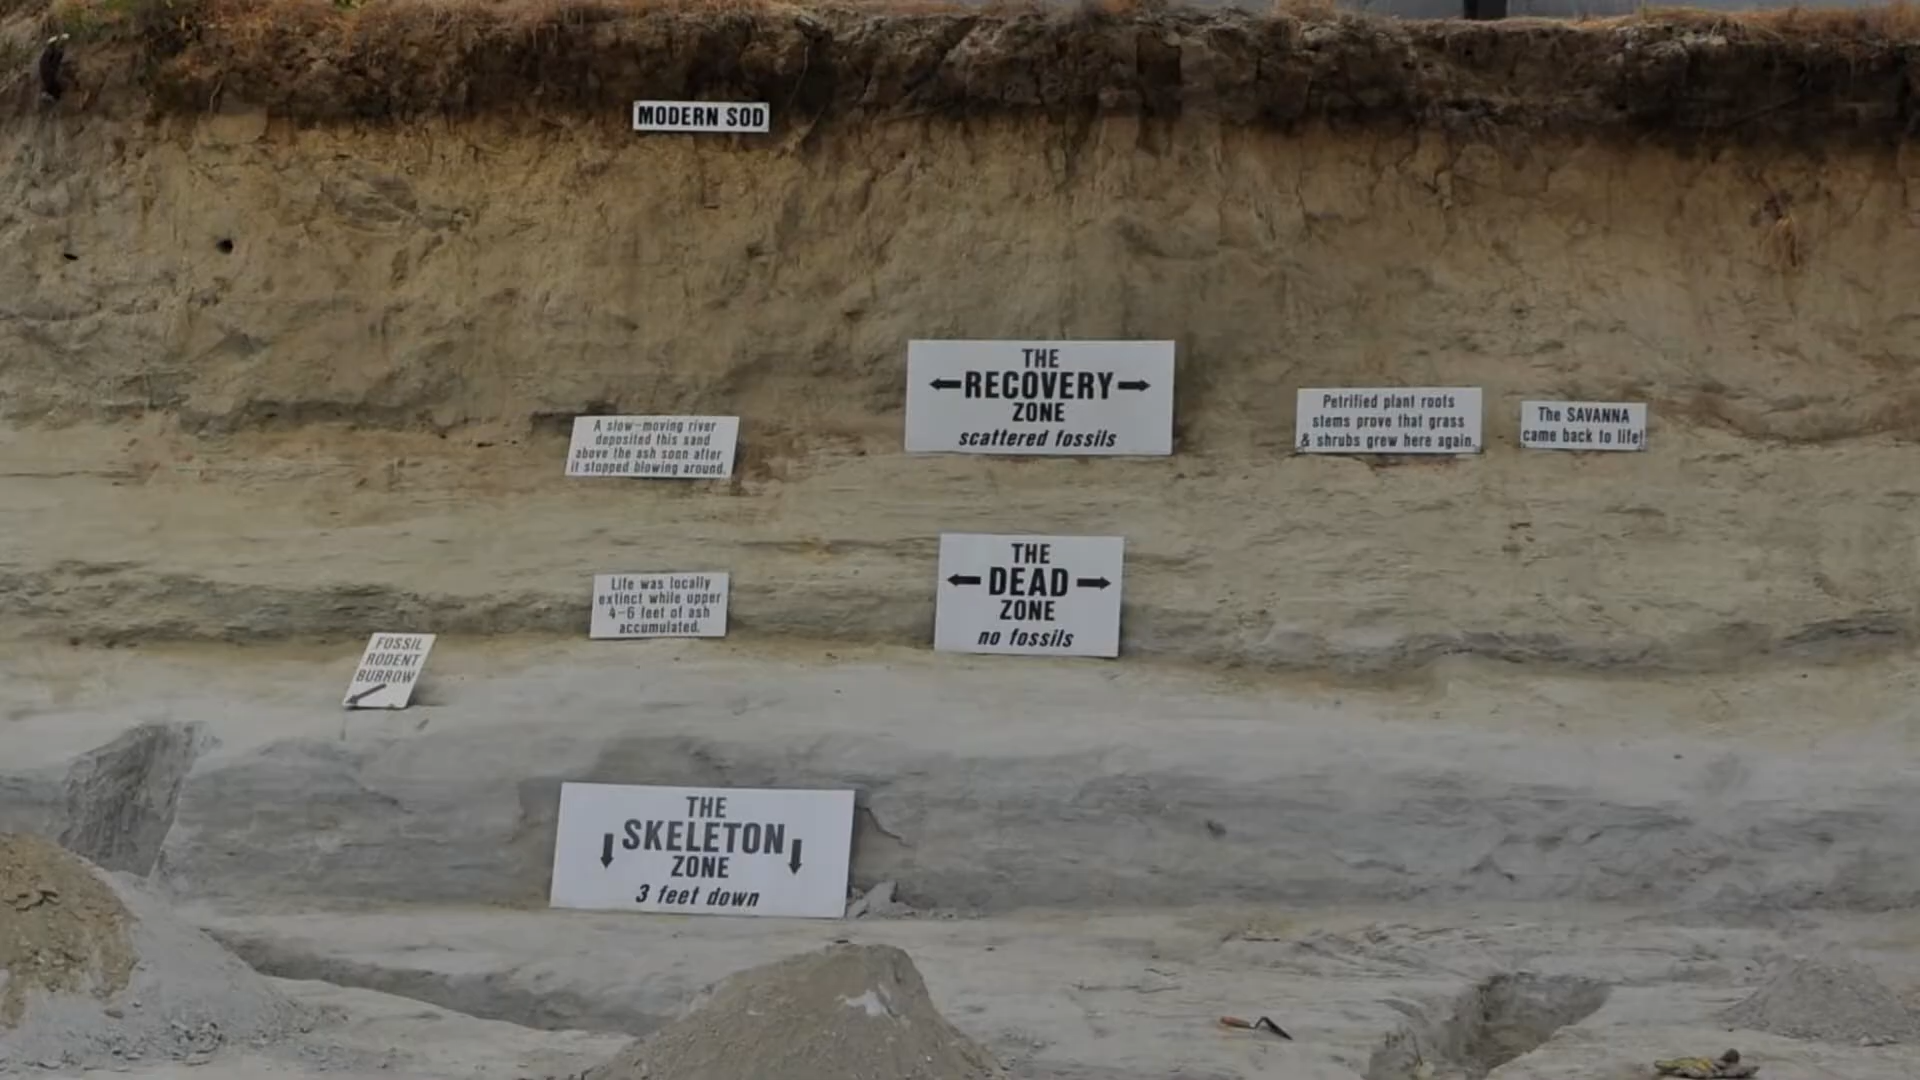 MODERN SOD
THE
RECOVERY
ZONE
scattered fossils
Petrified plant roots
stems prove that grass
& shrubs grew here again.
The SAVANNA
came back to life!
A slow-moving river
deposited this sand
above the ash soon after
it stopped blowing around.
THE
DEAD
ZONE
no fossils
Life was locally
extinct while upper
4-6 feet of ash
accumulated.
FOSSIL
RODENT
BURROW
THE
SKELETON
ZONE
3 feet down